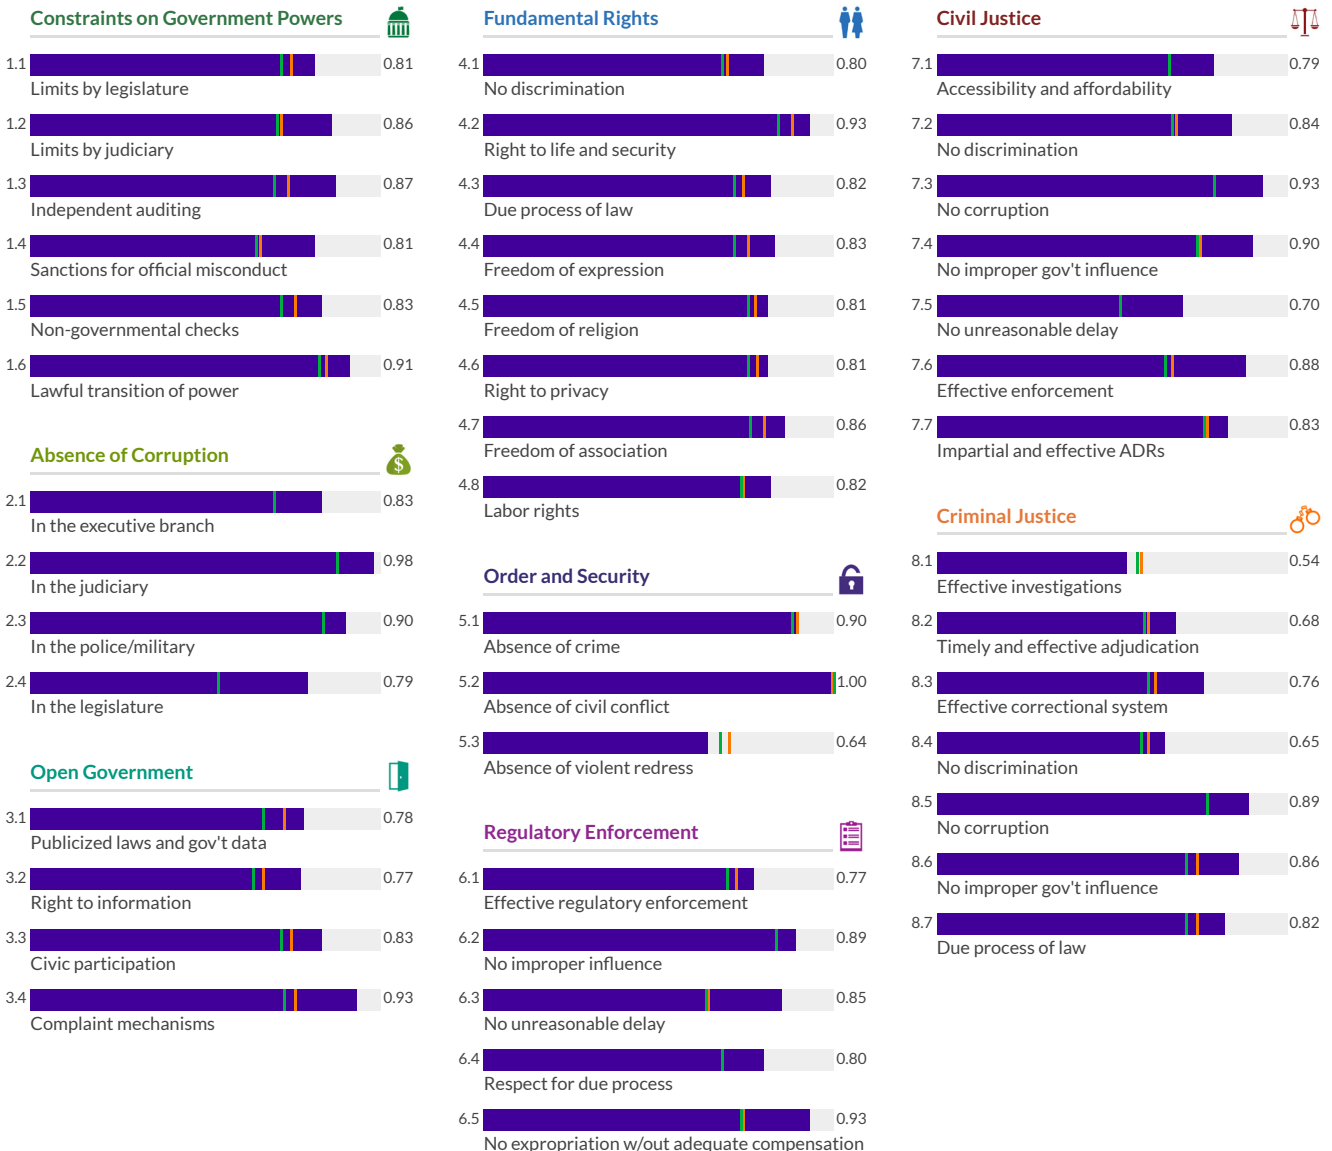 Constraints on Government Powers
1.1 0.81
Limits by legislature
1.2 0.86
Limits by judiciary
1.3 0.87
Independent auditing
1.4 0.81
Sanctions for official misconduct
1.5 0.83
Non-governmental checks
1.6 0.91
Lawful transition of power
Absence of Corruption
$
2.1 0.83
In the executive branch
2.2 0.98
In the judiciary
2.3 0.90
In the police/military
2.4 0.79
In the legislature
Open Government
3.1 0.78
Publicized laws and gov't data
3.2 0.77
Right to information
3.3 0.83
Civic participation
3.4 0.93
Complaint mechanisms
Fundamental Rights
4.1 0.80
No discrimination
4.2 0.93
Right to life and security
4.3 0.82
Due process of law
4.4 0.83
Freedom of expression
4.5 0.81
Freedom of religion
4.6 0.81
Right to privacy
4.7 0.86
Freedom of association
4.8 0.82
Labor rights
Order and Security
5.1 0.90
Absence of crime
5.2 1.00
Absence of civil conflict
5.3 0.64
Absence of violent redress
Regulatory Enforcement
6.1 0.77
Effective regulatory enforcement
6.2 0.89
No improper influence
6.3 0.85
No unreasonable delay
6.4 0.80
Respect for due process
6.5 0.93
No expropriation w/out adequate compensation
Civil Justice
7.1 0.79
Accessibility and affordability
7.2 0.84
No discrimination
7.3 0.93
No corruption
7.4 0.90
No improper gov't influence
7.5 0.70
No unreasonable delay
7.6 0.88
Effective enforcement
7.7 0.83
Impartial and effective ADRs
Criminal Justice
8.1 0.54
Effective investigations
8.2 0.68
Timely and effective adjudication
8.3 0.76
Effective correctional system
8.4 0.65
No discrimination
8.5 0.89
No corruption
8.6 0.86
No improper gov't influence
8.7 0.82
Due process of law